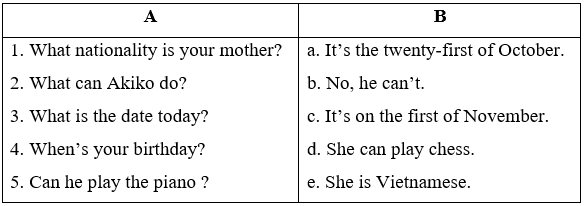 A B
1. What nationality is your mother? a. It’s the twenty-first of October.
2. What can Akiko do? b. No, he can’t.
3. What is the date today? c. It’s on the first of November.
4. When’s your birthday? d. She can play chess.
5. Can he play the piano ? e. She is Vietnamese.